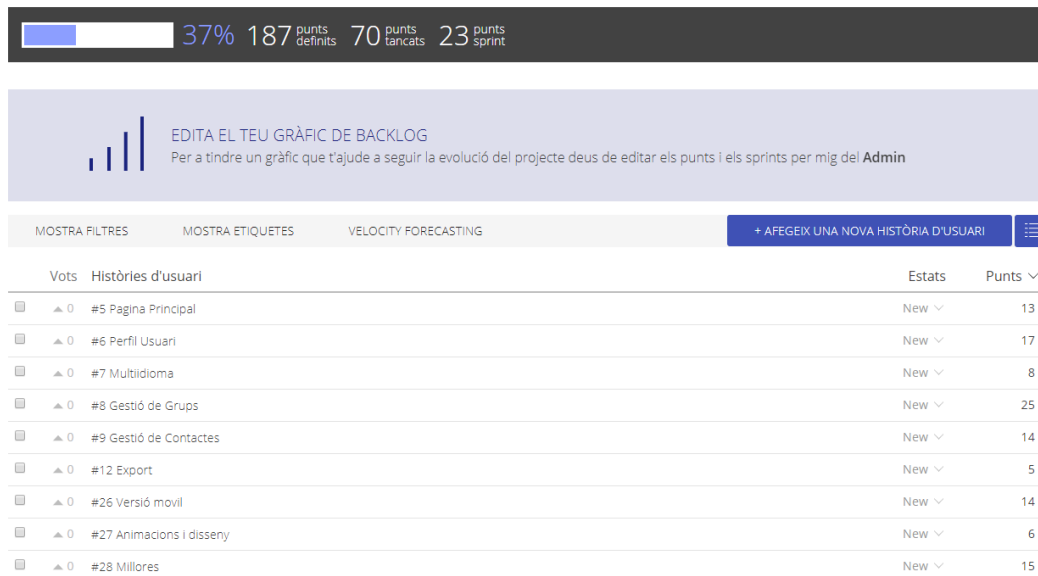 37% 187 punts definits 70 punts tancats 23 punts sprint
EDITA EL TEU GRÀFIC DE BACKLOG
Per a tindre un gràfic que t'ajude a seguir la evolució del projecte deus de editar els punts i els sprints per mig del Admin
MOSTRA FILTRES MOSTRA ETIQUETES VELOCITY FORECASTING + AFEGEIX UNA NOVA HISTÒRIA D'USUARI
Vots Històries d'usuari Estats Punts
0 #5 Pagina Principal New 13
0 #6 Perfil Usuari New 17
0 #7 Multiidioma New 8
0 #8 Gestió de Grups New 25
0 #9 Gestió de Contactes New 14
0 #12 Export New 5
0 #26 Versió movil New 14
0 #27 Animacions i disseny New 6
0 #28 Millores New 15